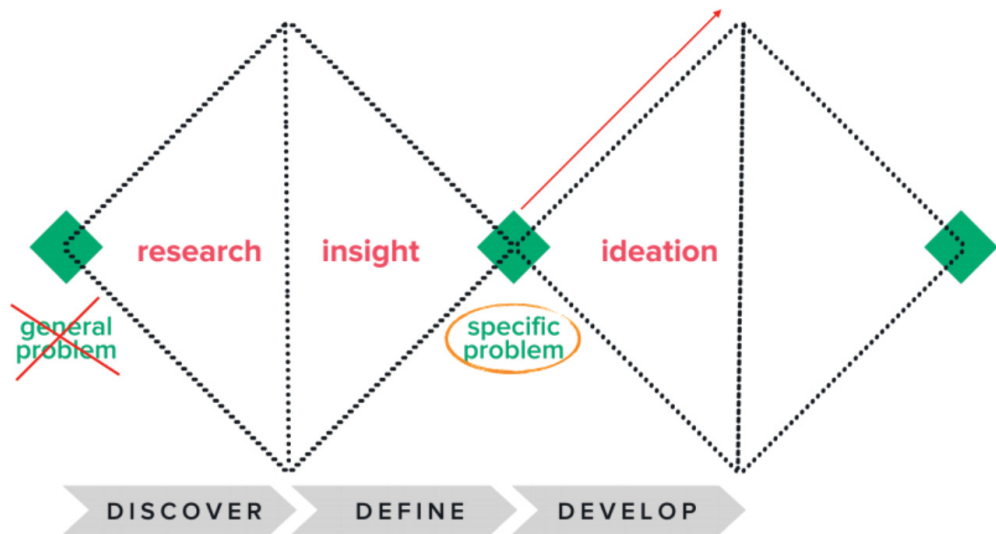 research
insight
ideation
general
problem
specific
problem
DISCOVER
DEFINE
DEVELOP